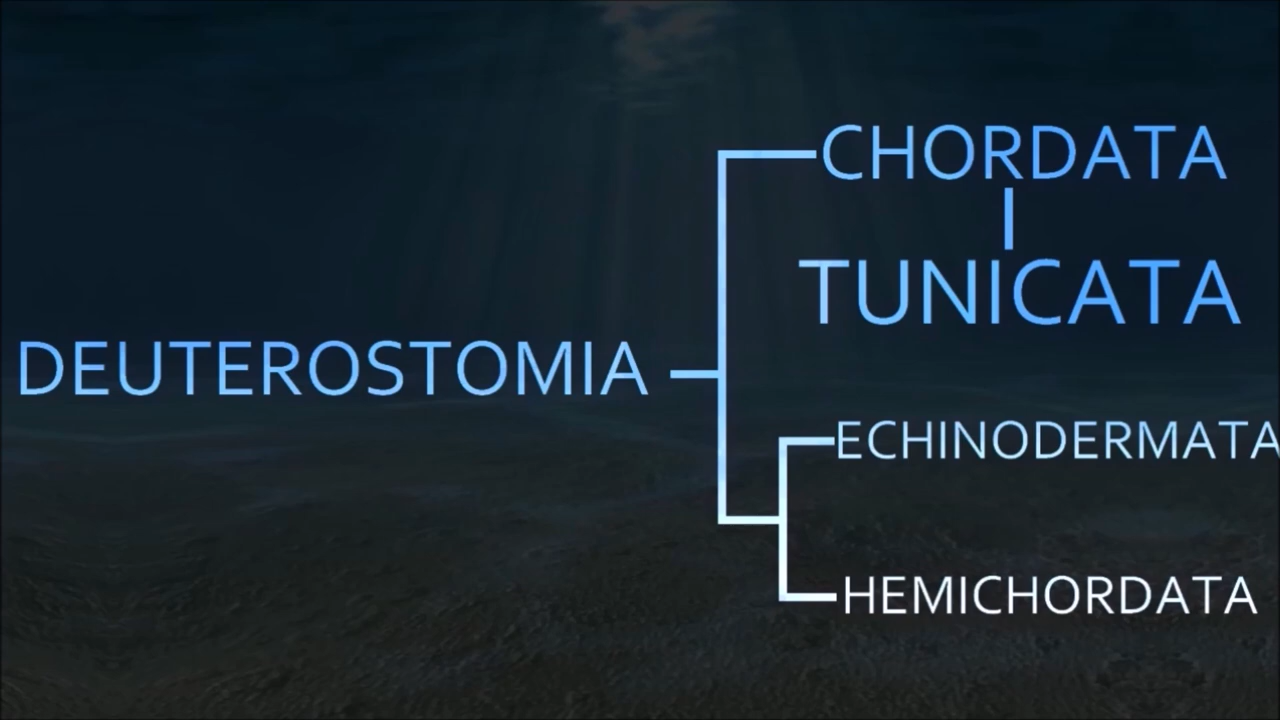 CHORDATA
TUNICATA
DEUTEROSTOMIA
ECHINODERMATA
HEMICHORDATA